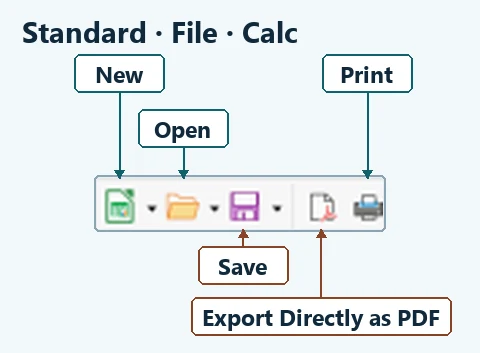 Standard · File · Calc
New
Print
Open
Save
Export Directly as PDF